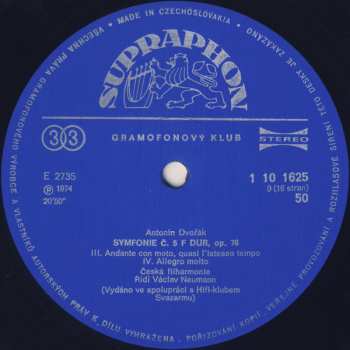 MADE IN CZECHOSLOVAKIA • VŠECHNA PRÁVA GRAMOFONOVÉHO VÝROBCE A VLASTNÍKŮ AUTORSKÝCH PRÁV K DÍLU VYHRAŽENA • POŘIZOVÁNÍ KOPIÍ, VEŘEJNÉ PROVOZOVÁNÍ A ROZHLASOVÉ ŠÍŘENÍ TÉTO DESKY JE ZAKÁZÁNO
SUPRAPHON
33
GRAMOFONOVÝ KLUB
STEREO
E 2735
Ⓟ 1974
20'50"
1 10 1625
G (16 stran)
50
Antonín Dvořák
SYMFONIE Č. 5 F DUR, op. 76
III. Andante con moto, quasi l'istesso tempo
IV. Allegro molto
Česká filharmonie
Řídí Václav Neumann
(Vydáno ve spolupráci s Hifi-klubem
Svazarmu)